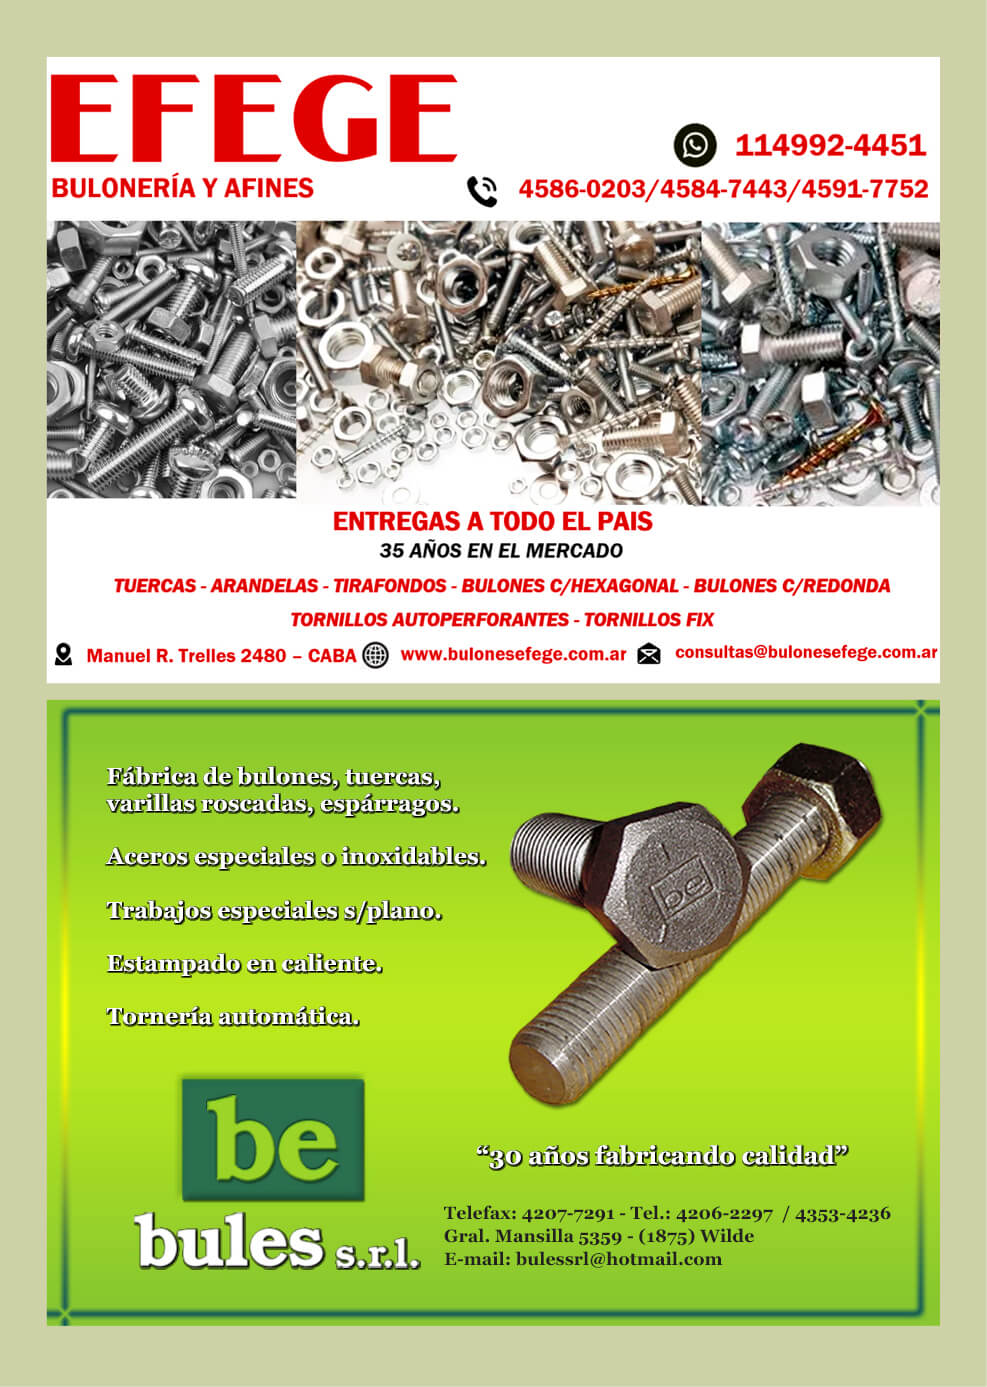 EFEGE
BULONERÍA Y AFINES
114992-4451
4586-0203/4584-7443/4591-7752
ENTREGAS A TODO EL PAIS
35 AÑOS EN EL MERCADO
TUERCAS - ARANDELAS - TIRAFONDOS - BULONES C/HEXAGONAL - BULONES C/REDONDA
TORNILLOS AUTOPERFORANTES - TORNILLOS FIX
Manuel R. Trelles 2480 – CABA www.bulonesefege.com.ar consultas@bulonesefege.com.ar
Fábrica de bulones, tuercas,
varillas roscadas, espárragos.
Aceros especiales o inoxidables.
Trabajos especiales s/plano.
Estampado en caliente.
Tornería automática.
be
be
bules s.r.l.
“30 años fabricando calidad”
Telefax: 4207-7291 - Tel.: 4206-2297 / 4353-4236
Gral. Mansilla 5359 - (1875) Wilde
E-mail: bulessrl@hotmail.com